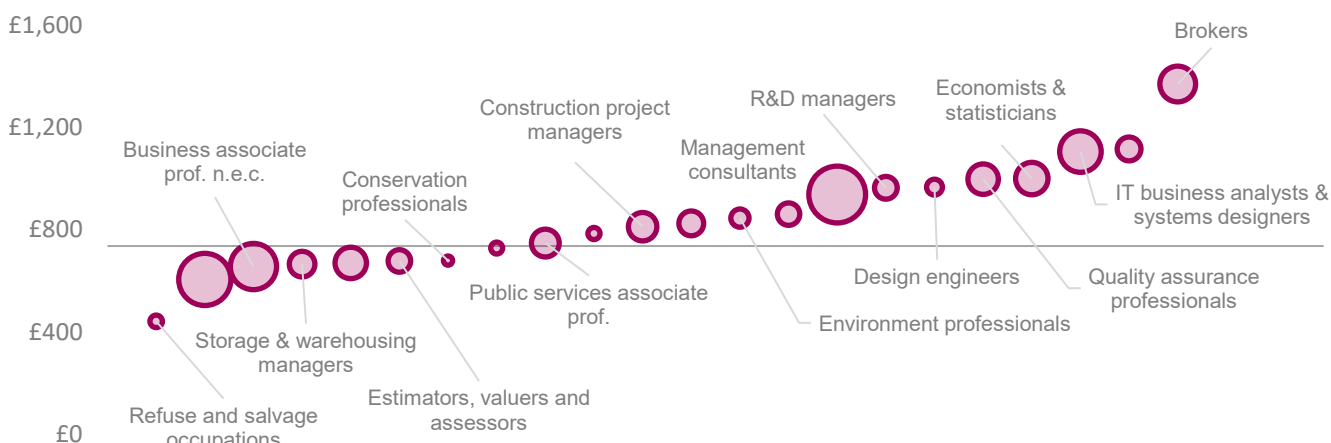 £1,600
£1,200
£800
£400
£0
Brokers
Economists &
statisticians
R&D managers
Construction project
managers
Management
consultants
Business associate
prof. n.e.c.
Conservation
professionals
IT business analysts &
systems designers
Design engineers
Quality assurance
professionals
Public services associate
prof.
Environment professionals
Storage & warehousing
managers
Estimators, valuers and
assessors
Refuse and salvage
occupations